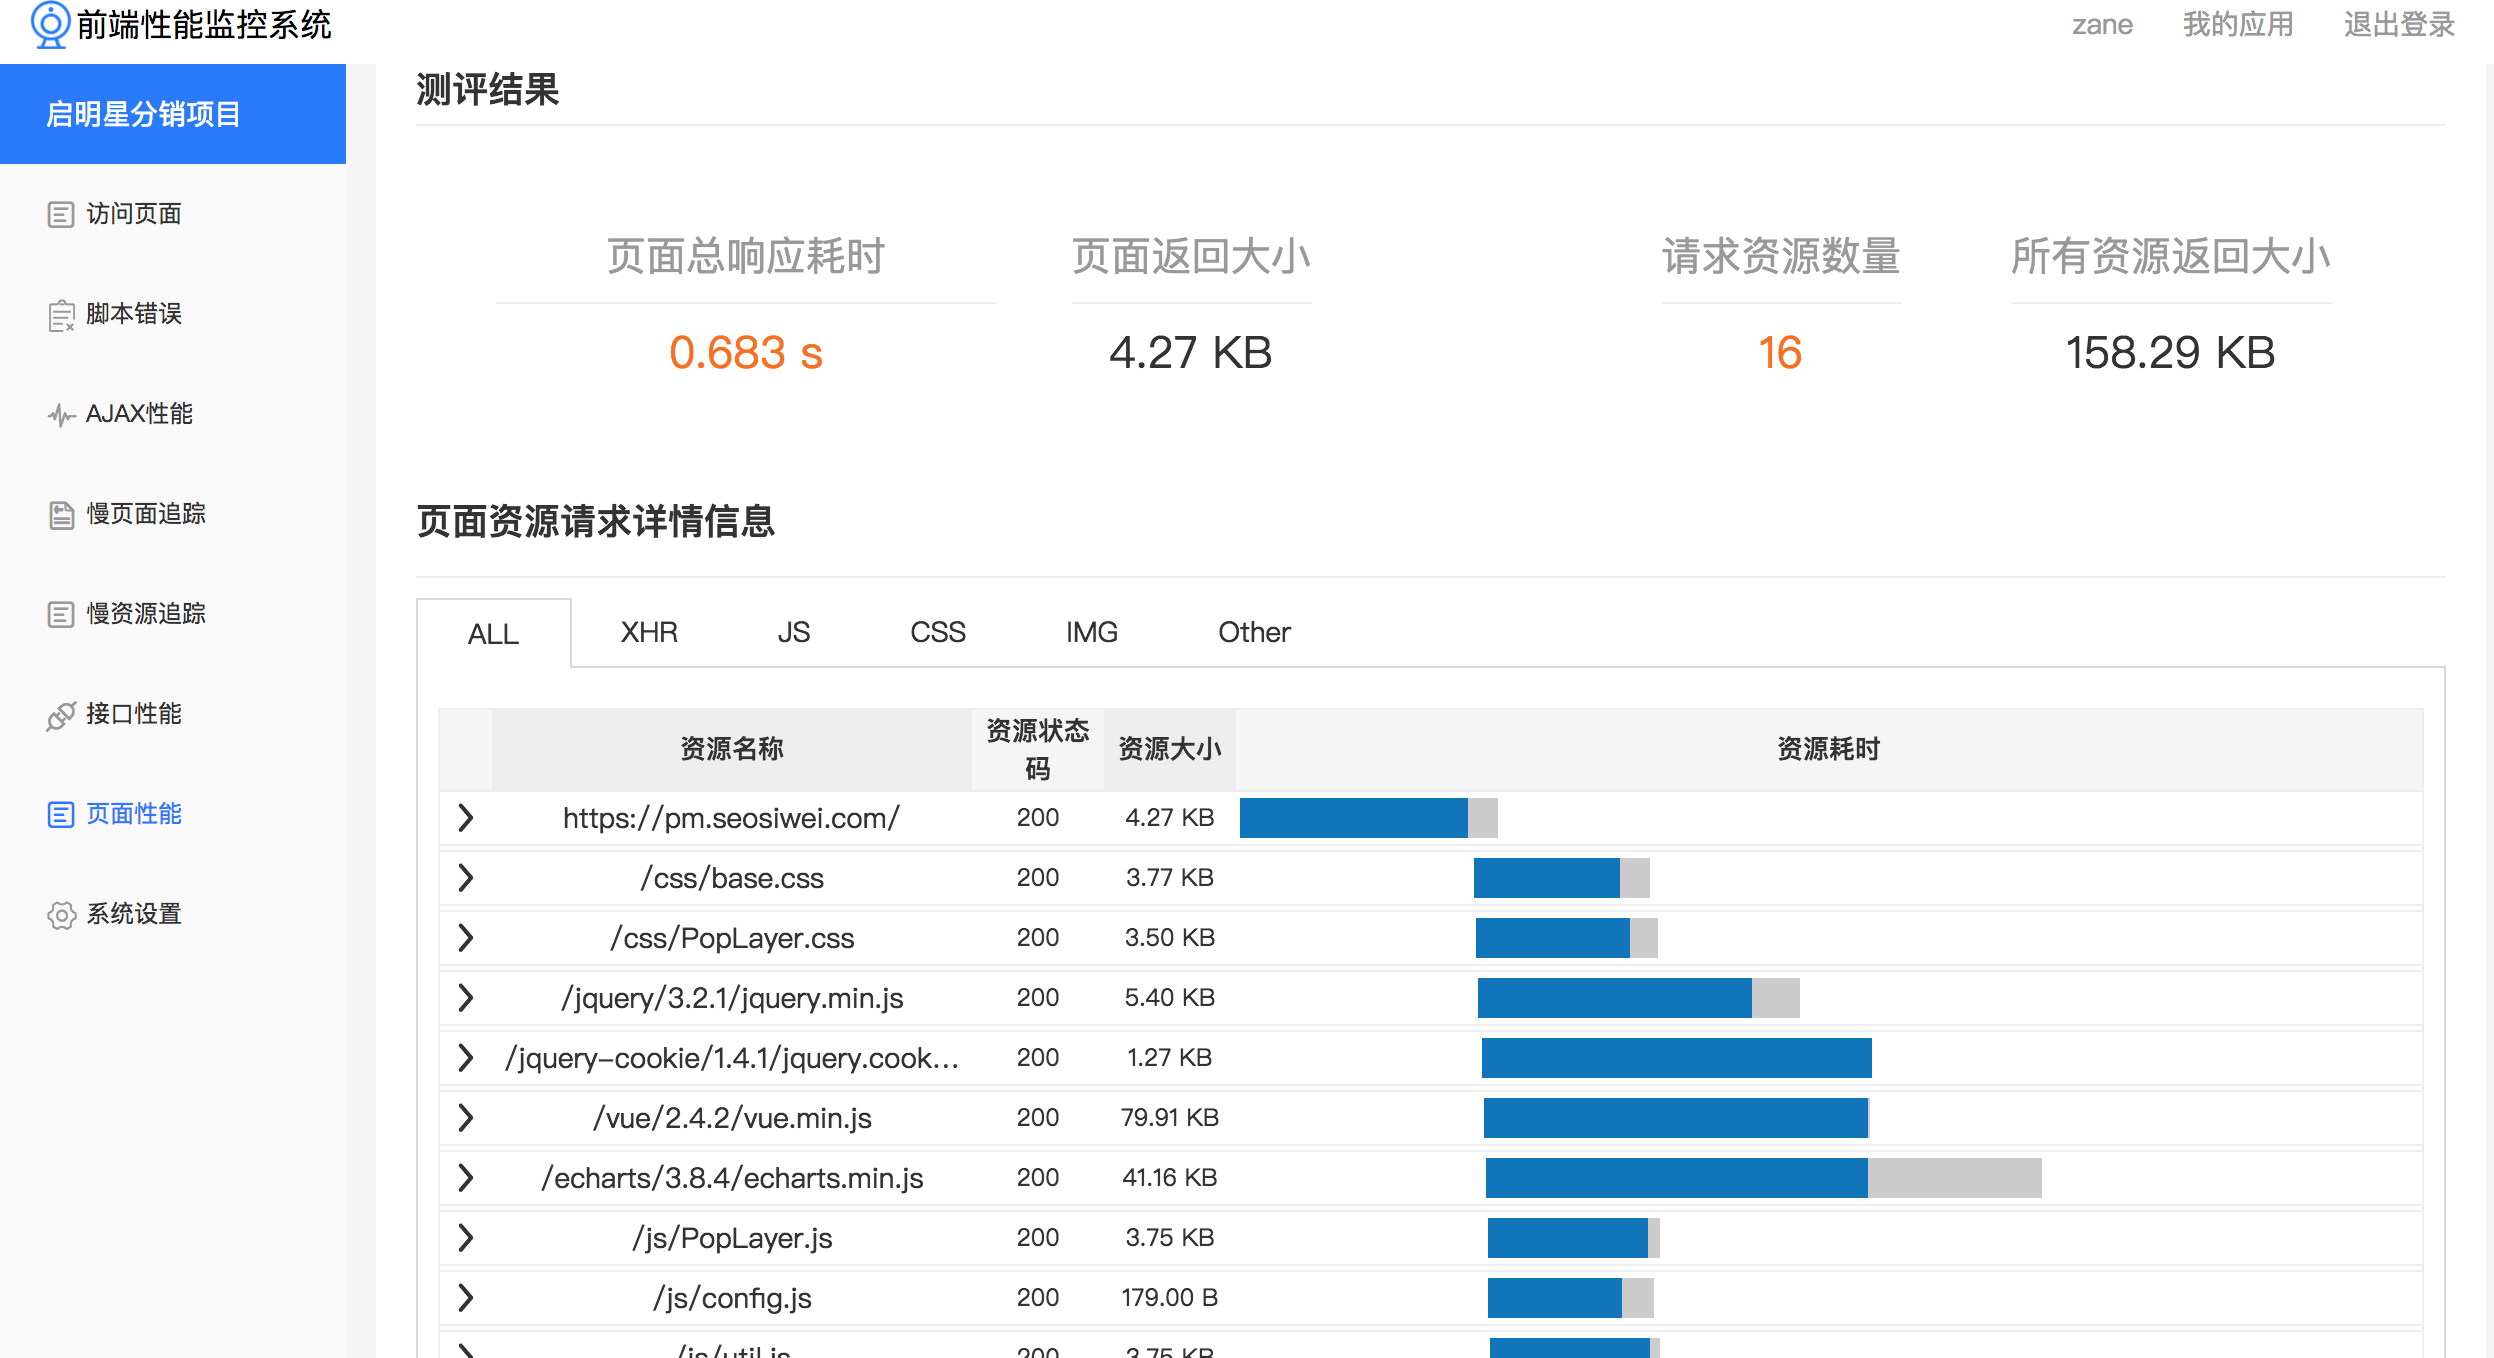 前端性能监控系统
zane 我的应用 退出登录
启明星分销项目
访问页面
脚本错误
AJAX性能
慢页面追踪
慢资源追踪
接口性能
页面性能
系统设置
测评结果
页面总响应耗时 页面返回大小 请求资源数量 所有资源返回大小
0.683 s 4.27 KB 16 158.29 KB
页面资源请求详情信息
ALL XHR JS CSS IMG Other
资源名称 资源状态码 资源大小 资源耗时
https://pm.seosiwei.com/ 200 4.27 KB
/css/base.css 200 3.77 KB
/css/PopLayer.css 200 3.50 KB
/jquery/3.2.1/jquery.min.js 200 5.40 KB
/jquery-cookie/1.4.1/jquery.cook... 200 1.27 KB
/vue/2.4.2/vue.min.js 200 79.91 KB
/echarts/3.8.4/echarts.min.js 200 41.16 KB
/js/PopLayer.js 200 3.75 KB
/js/config.js 200 179.00 B
/js/util.js 200 3.75 KB